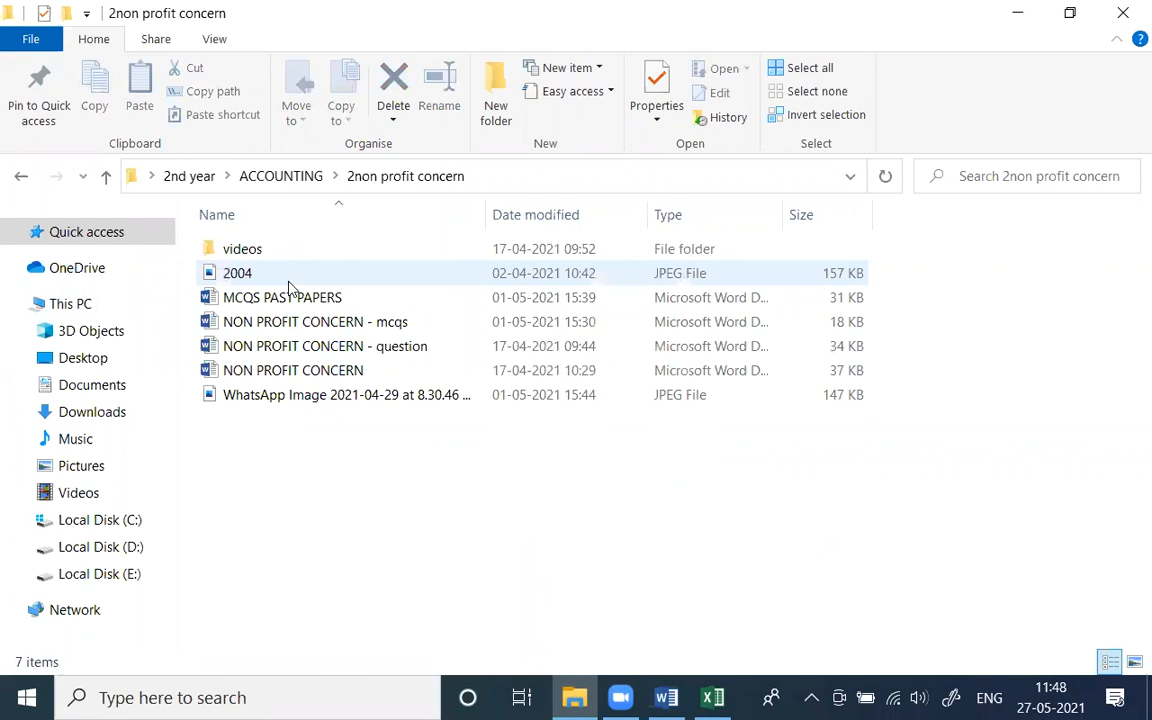 2non profit concern
File Home Share View
Pin to Quick access
Copy
Paste
Cut
Copy path
Paste shortcut
Clipboard
Move to
Copy to
Delete
Rename
Organise
New folder
New item
Easy access
New
Properties
Open
Edit
History
Open
Select all
Select none
Invert selection
Select
2nd year ACCOUNTING 2non profit concern
Search 2non profit concern
Name Date modified Type Size
videos 17-04-2021 09:52 File folder
2004 02-04-2021 10:42 JPEG File 157 KB
MCQS PAST PAPERS 01-05-2021 15:39 Microsoft Word D... 31 KB
NON PROFIT CONCERN - mcqs 01-05-2021 15:30 Microsoft Word D... 18 KB
NON PROFIT CONCERN - question 17-04-2021 09:44 Microsoft Word D... 34 KB
NON PROFIT CONCERN 17-04-2021 10:29 Microsoft Word D... 37 KB
WhatsApp Image 2021-04-29 at 8.30.46 ... 01-05-2021 15:44 JPEG File 147 KB
Quick access
OneDrive
This PC
3D Objects
Desktop
Documents
Downloads
Music
Pictures
Videos
Local Disk (C:)
Local Disk (D:)
Local Disk (E:)
Network
7 items
Type here to search
ENG
11:48
27-05-2021